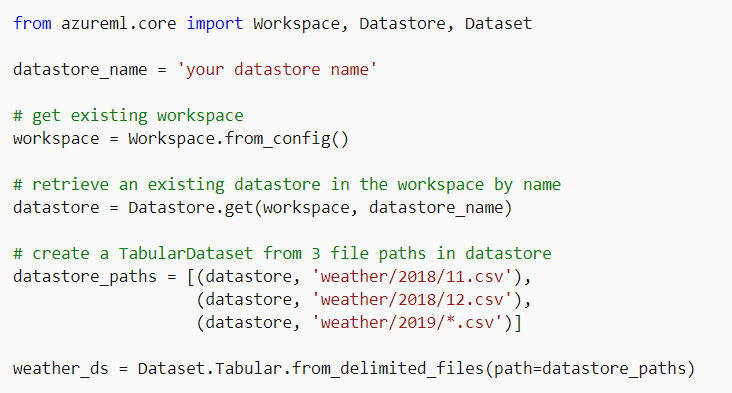 from azureml.core import Workspace, Datastore, Dataset
datastore_name = 'your datastore name'
# get existing workspace
workspace = Workspace.from_config()
# retrieve an existing datastore in the workspace by name
datastore = Datastore.get(workspace, datastore_name)
# create a TabularDataset from 3 file paths in datastore
datastore_paths = [(datastore, 'weather/2018/11.csv'),
                   (datastore, 'weather/2018/12.csv'),
                   (datastore, 'weather/2019/*.csv')]
weather_ds = Dataset.Tabular.from_delimited_files(path=datastore_paths)